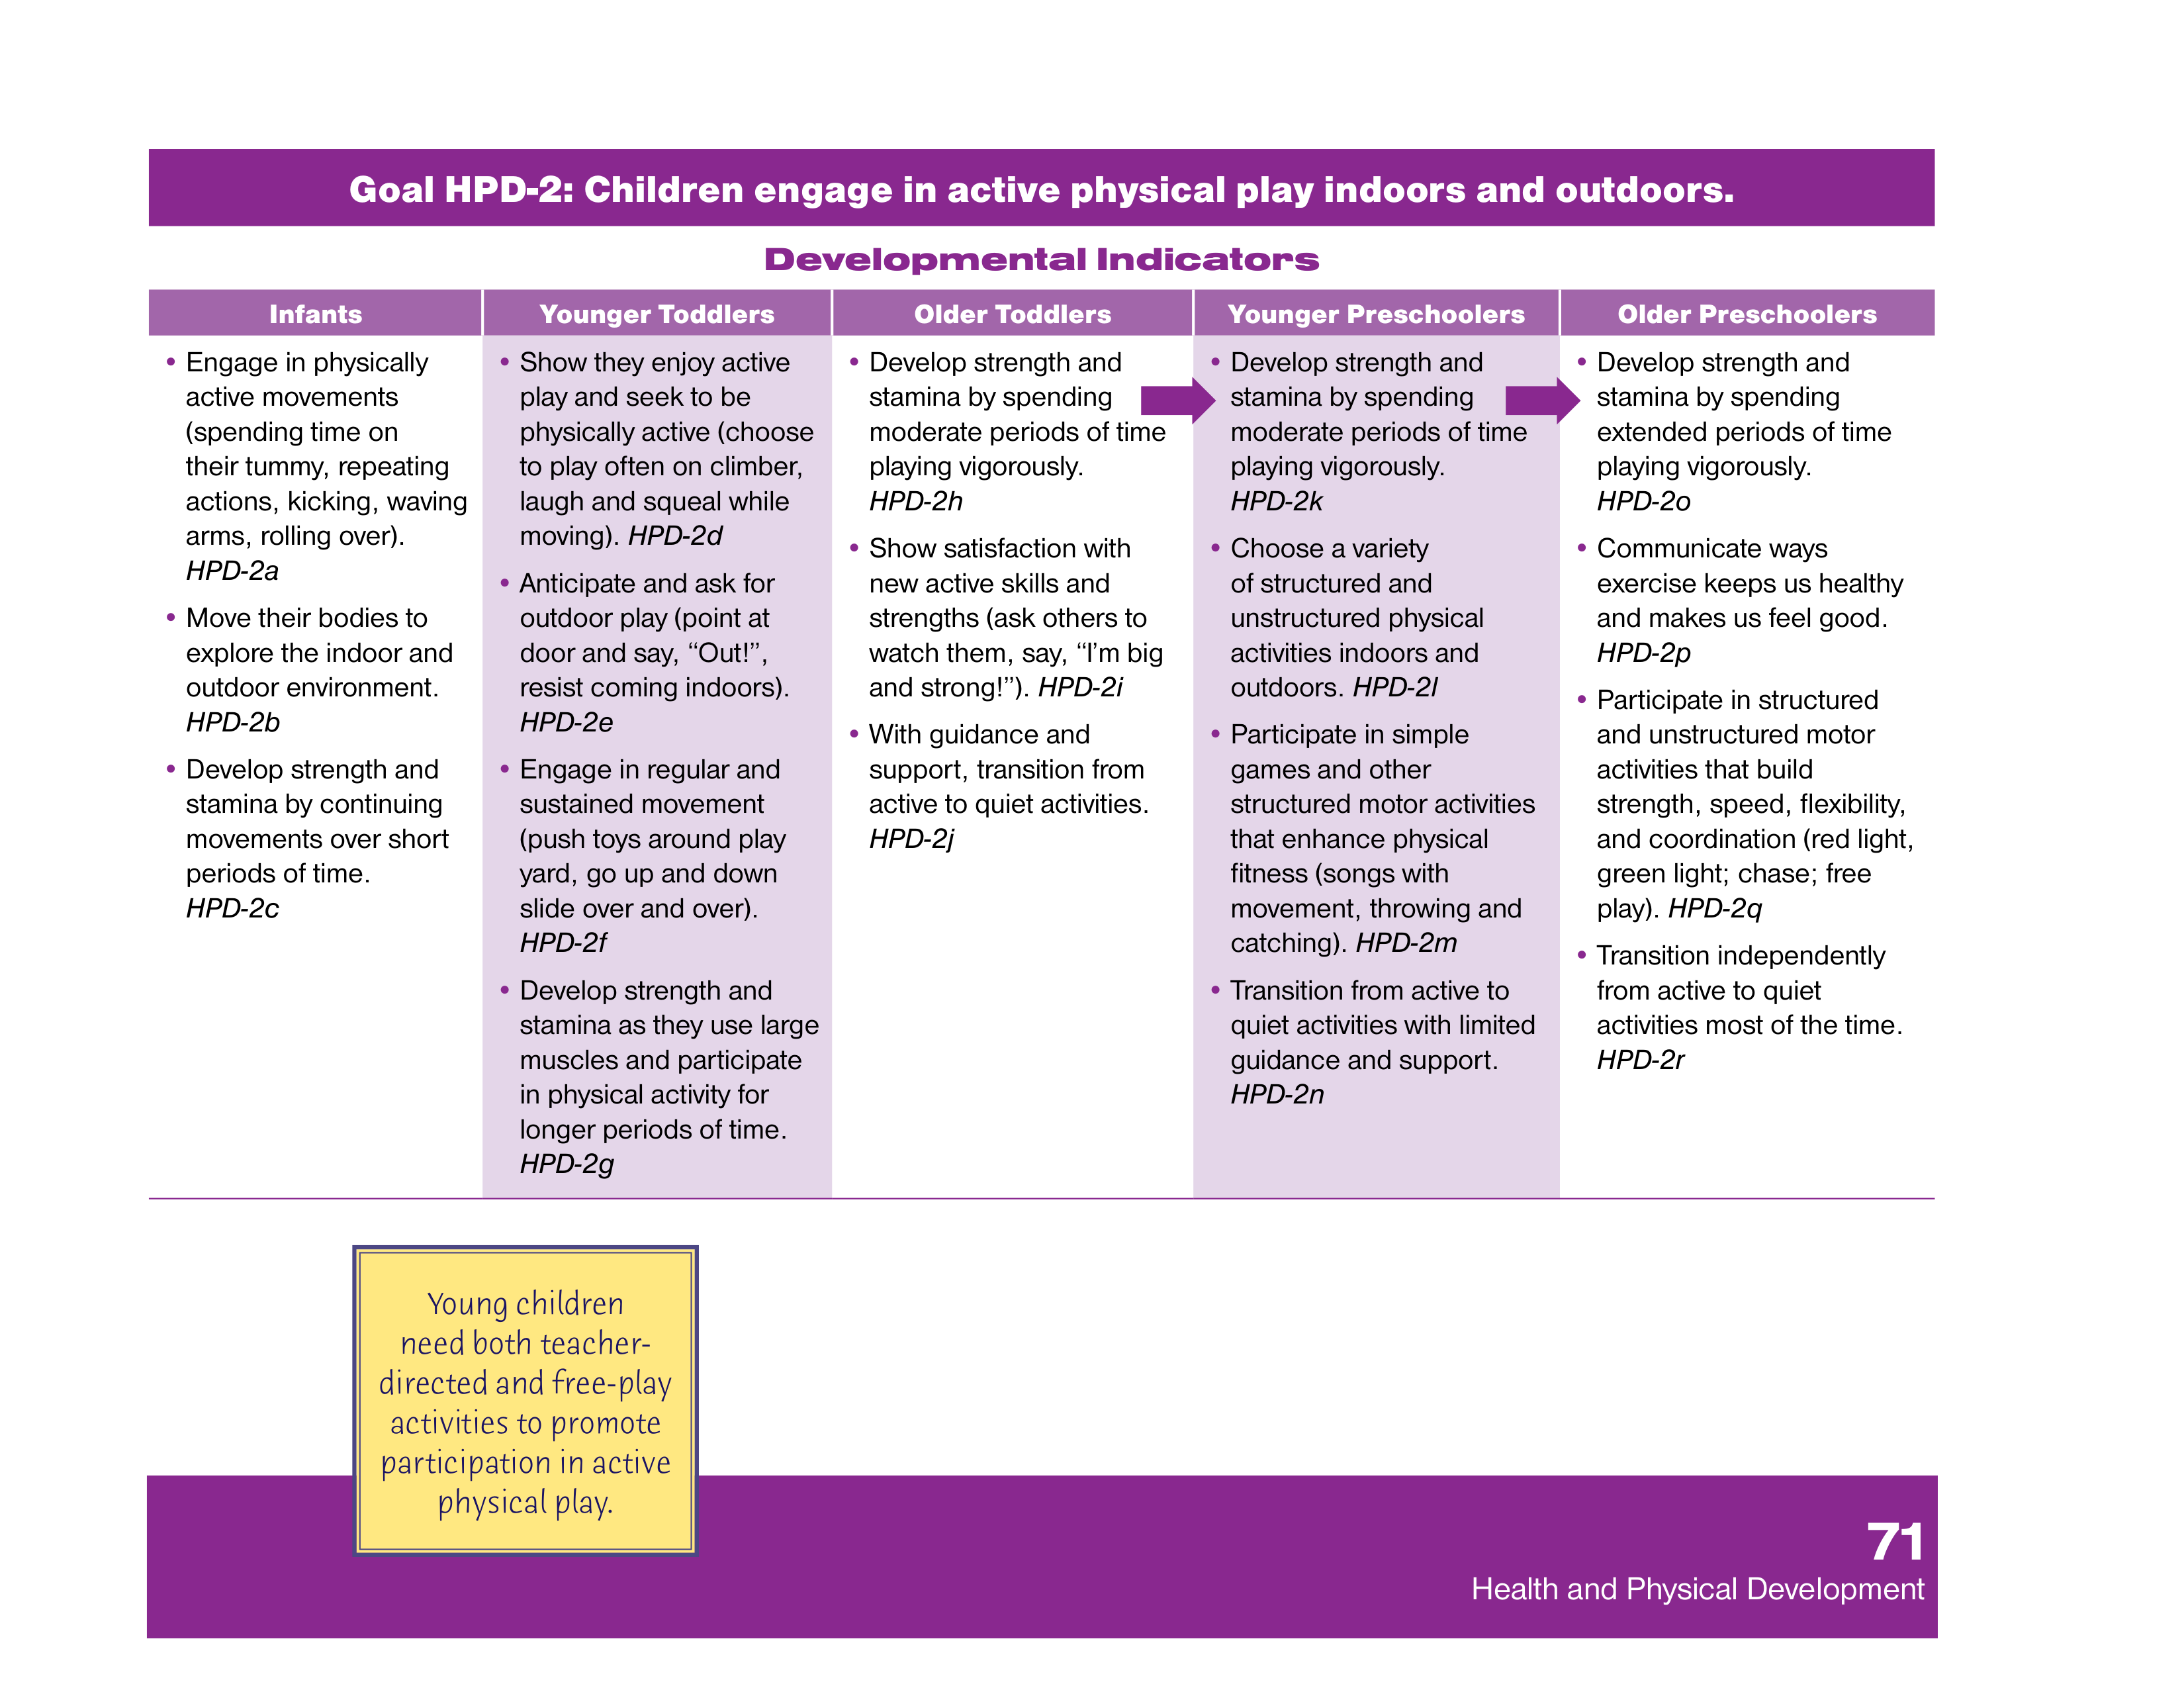 Goal HPD-2: Children engage in active physical play indoors and outdoors.
Developmental Indicators
Infants
• Engage in physically
active movements
(spending time on
their tummy, repeating
actions, kicking, waving
arms, rolling over).
HPD-2a
• Move their bodies to
explore the indoor and
outdoor environment.
HPD-2b
• Develop strength and
stamina by continuing
movements over short
periods of time.
HPD-2c
Younger Toddlers
• Show they enjoy active
play and seek to be
physically active (choose
to play often on climber,
laugh and squeal while
moving). HPD-2d
• Anticipate and ask for
outdoor play (point at
door and say, “Out!”,
resist coming indoors).
HPD-2e
• Engage in regular and
sustained movement
(push toys around play
yard, go up and down
slide over and over).
HPD-2f
• Develop strength and
stamina as they use large
muscles and participate
in physical activity for
longer periods of time.
HPD-2g
Older Toddlers
• Develop strength and
stamina by spending
moderate periods of time
playing vigorously.
HPD-2h
• Show satisfaction with
new active skills and
strengths (ask others to
watch them, say, “I’m big
and strong!”). HPD-2i
• With guidance and
support, transition from
active to quiet activities.
HPD-2j
Younger Preschoolers
• Develop strength and
stamina by spending
moderate periods of time
playing vigorously.
HPD-2k
• Choose a variety
of structured and
unstructured physical
activities indoors and
outdoors. HPD-2l
• Participate in simple
games and other
structured motor activities
that enhance physical
fitness (songs with
movement, throwing and
catching). HPD-2m
• Transition from active to
quiet activities with limited
guidance and support.
HPD-2n
Older Preschoolers
• Develop strength and
stamina by spending
extended periods of time
playing vigorously.
HPD-2o
• Communicate ways
exercise keeps us healthy
and makes us feel good.
HPD-2p
• Participate in structured
and unstructured motor
activities that build
strength, speed, flexibility,
and coordination (red light,
green light; chase; free
play). HPD-2q
• Transition independently
from active to quiet
activities most of the time.
HPD-2r
Young children
need both teacher-
directed and free-play
activities to promote
participation in active
physical play.
71
Health and Physical Development